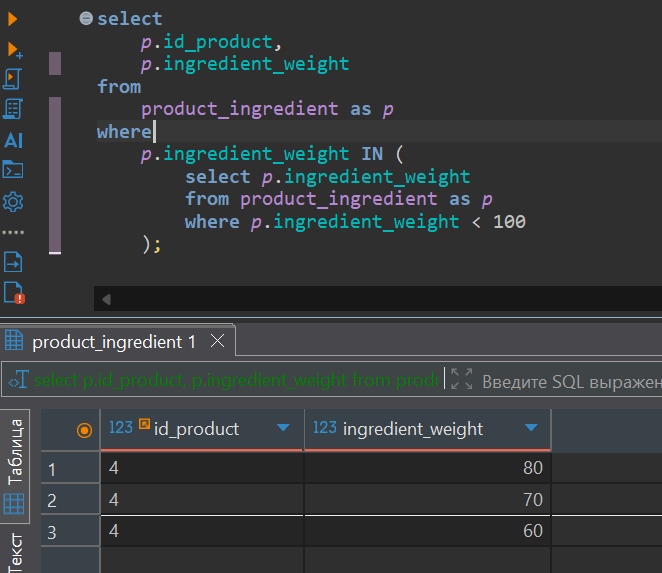 select
p.id_product,
p.ingredient_weight
from
product_ingredient as p
where
p.ingredient_weight IN (
select p.ingredient_weight
from product_ingredient as p
where p.ingredient_weight < 100
);
AI
product_ingredient 1
select p.id_product, p.ingredient_weight from prod
Введите SQL выражен
Таблица
Текст
123 id_product 123 ingredient_weight
1 4 80
2 4 70
3 4 60